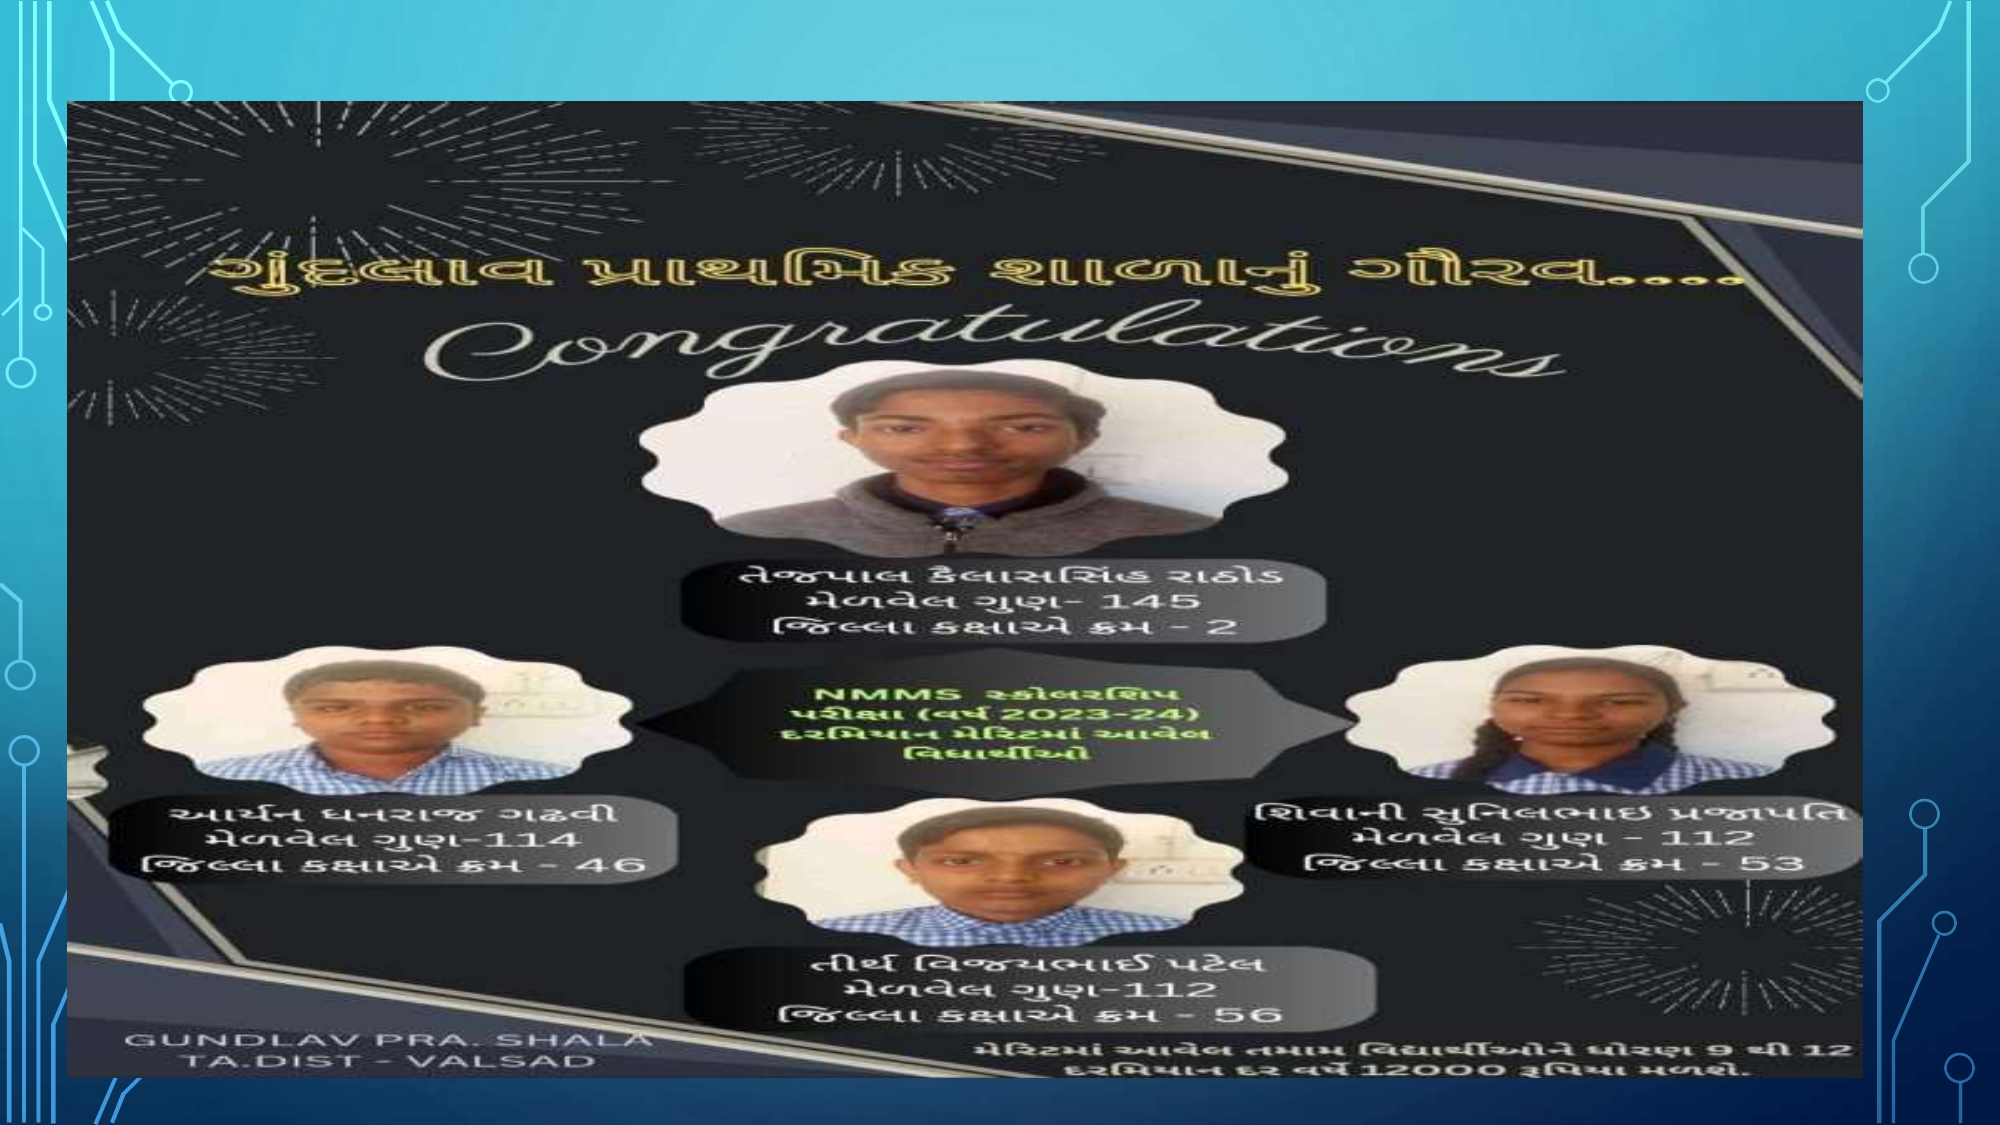 ગુંદલાવ પ્રાથમિક શાળાનું ગૌરવ....
Congratulations
તેજપાલ કૈલાસસિંહ રાઠોડ
મેળવેલ ગુણ- 145
જિલ્લા કક્ષાએ ક્રમ - 2
NMMS સ્કોલરશિપ
પરીક્ષા (વર્ષ 2023-24)
દરમિયાન મેરિટમાં આવેલ
વિદ્યાર્થીઓ
આર્યન ધનરાજ ગઢવી
મેળવેલ ગુણ-114
જિલ્લા કક્ષાએ ક્રમ - 46
શિવાની સુનિલભાઇ પ્રજાપતિ
મેળવેલ ગુણ - 112
જિલ્લા કક્ષાએ ક્રમ - 53
તીર્થ વિજયભાઈ પટેલ
મેળવેલ ગુણ-112
જિલ્લા કક્ષાએ ક્રમ - 56
GUNDLAV PRA. SHALA
TA.DIST - VALSAD
મેરિટમાં આવેલ તમામ વિદ્યાર્થીઓને ધોરણ 9 થી 12
દરમિયાન દર વર્ષે 12000 રૂપિયા મળશે.